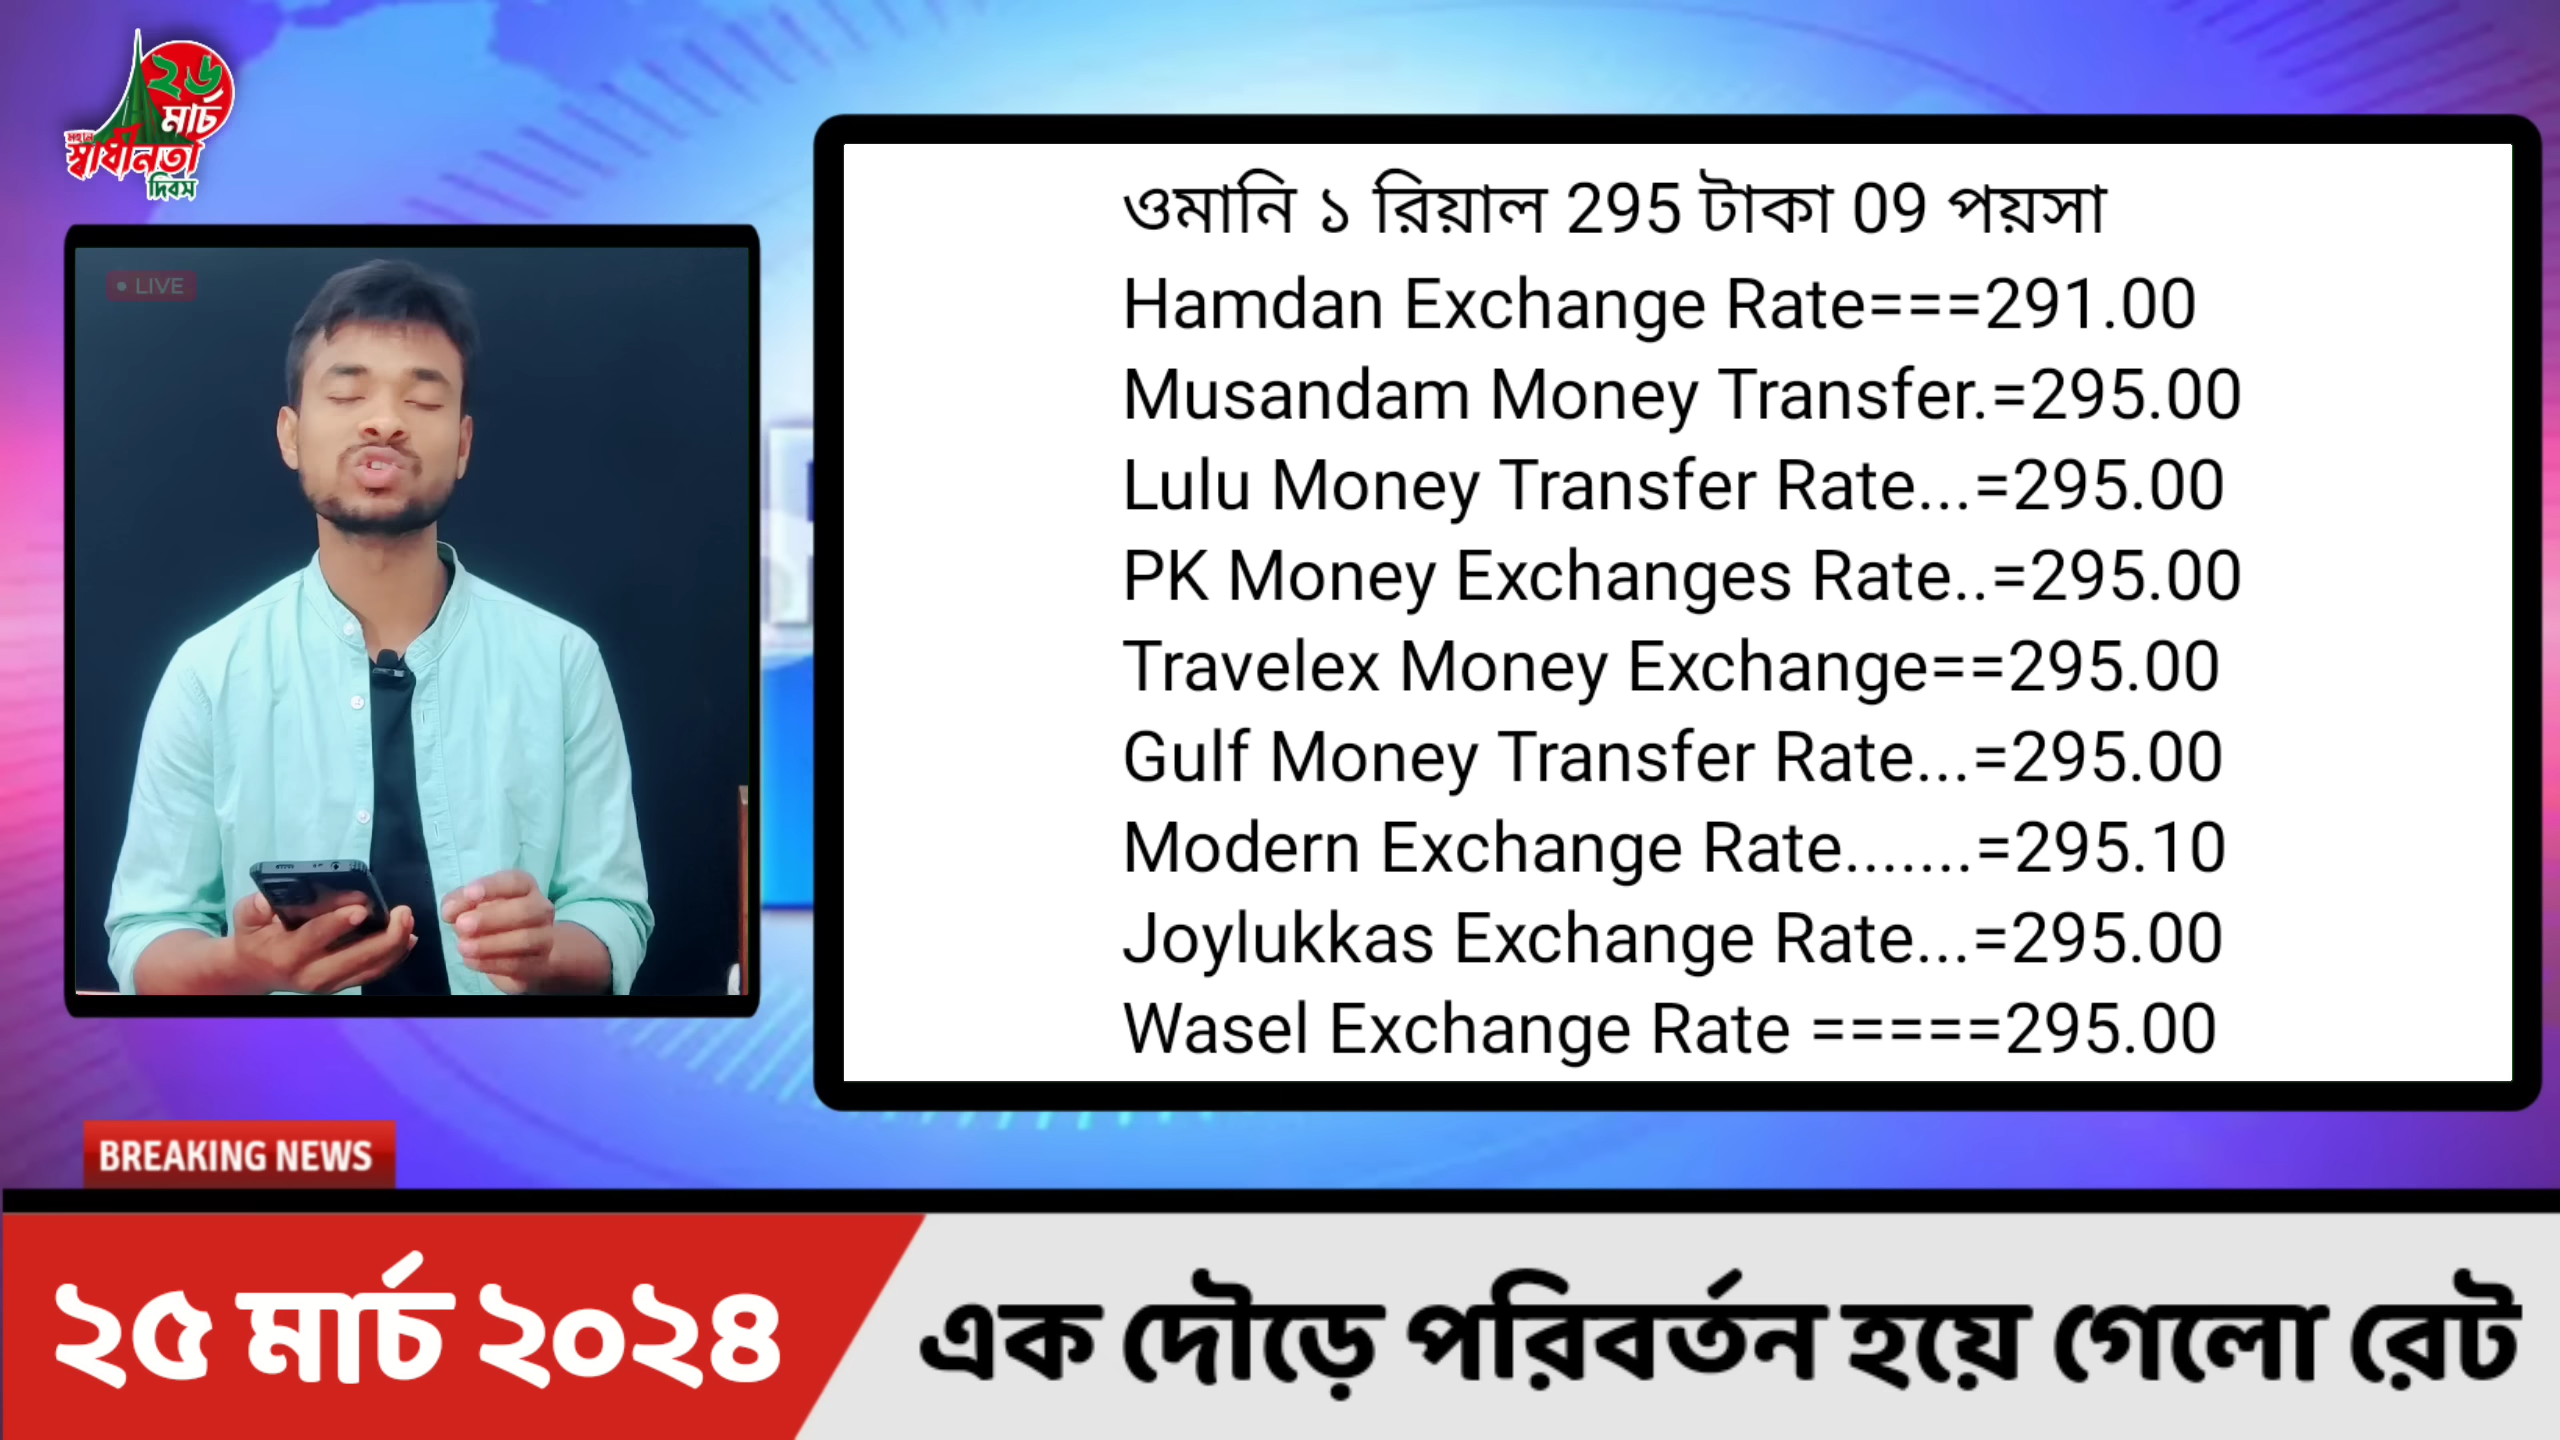 ২৬
মার্চ
মহান
স্বাধীনতা
দিবস
• LIVE
ওমানি ১ রিয়াল 295 টাকা 09 পয়সা
Hamdan Exchange Rate===291.00
Musandam Money Transfer.=295.00
Lulu Money Transfer Rate...=295.00
PK Money Exchanges Rate..=295.00
Travelex Money Exchange==295.00
Gulf Money Transfer Rate...=295.00
Modern Exchange Rate.......=295.10
Joylukkas Exchange Rate...=295.00
Wasel Exchange Rate =====295.00
BREAKING NEWS
২৫ মার্চ ২০২৪
এক দৌড়ে পরিবর্তন হয়ে গেলো রেট